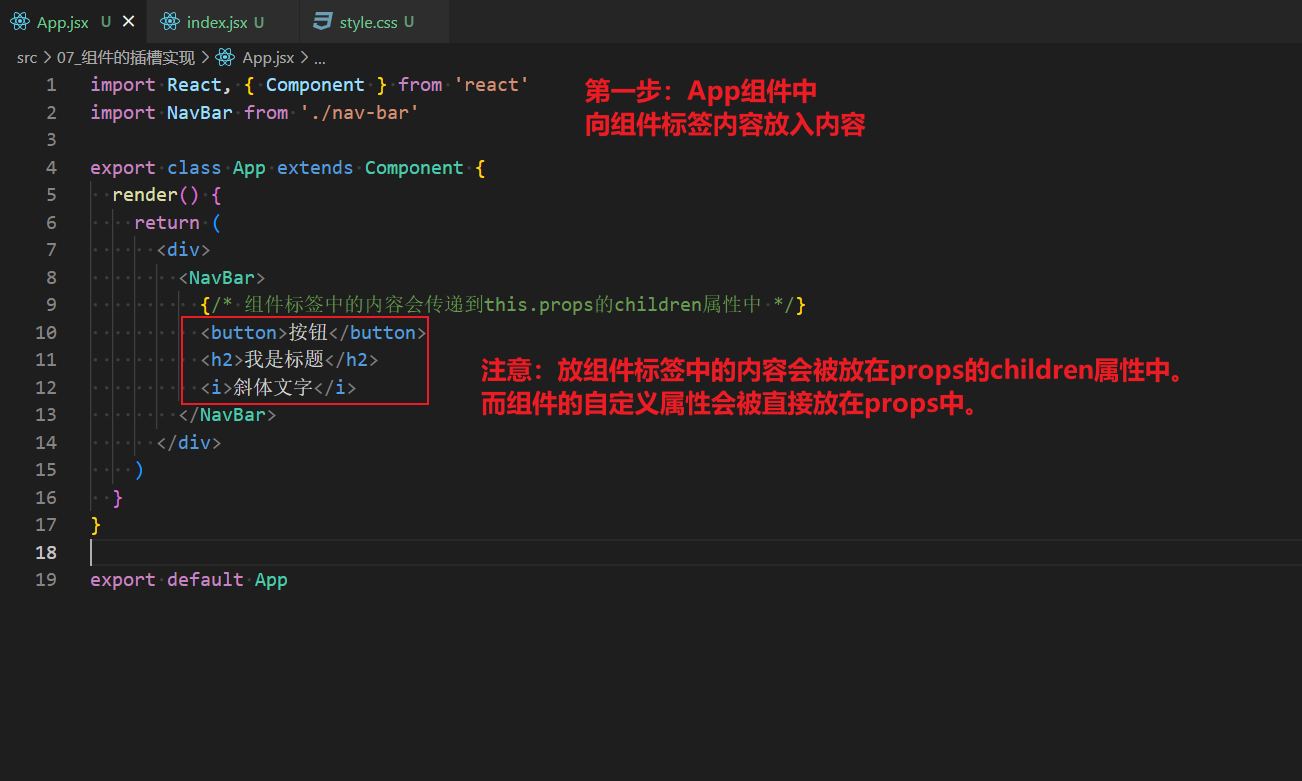 App.jsx U × index.jsx U style.css U
src > 07_组件的插槽实现 > App.jsx > ...
1 import React, { Component } from 'react'
2 import NavBar from './nav-bar'
3
4 export class App extends Component {
5 render() {
6 return (
7 <div>
8 <NavBar>
9 {/* 组件标签中的内容会传递到this.props的children属性中 */}
10 <button>按钮</button>
11 <h2>我是标题</h2>
12 <i>斜体文字</i>
13 </NavBar>
14 </div>
15 )
16 }
17 }
18
19 export default App
第一步：App组件中
向组件标签内容放入内容
注意：放组件标签中的内容会被放在props的children属性中。
而组件的自定义属性会被直接放在props中。